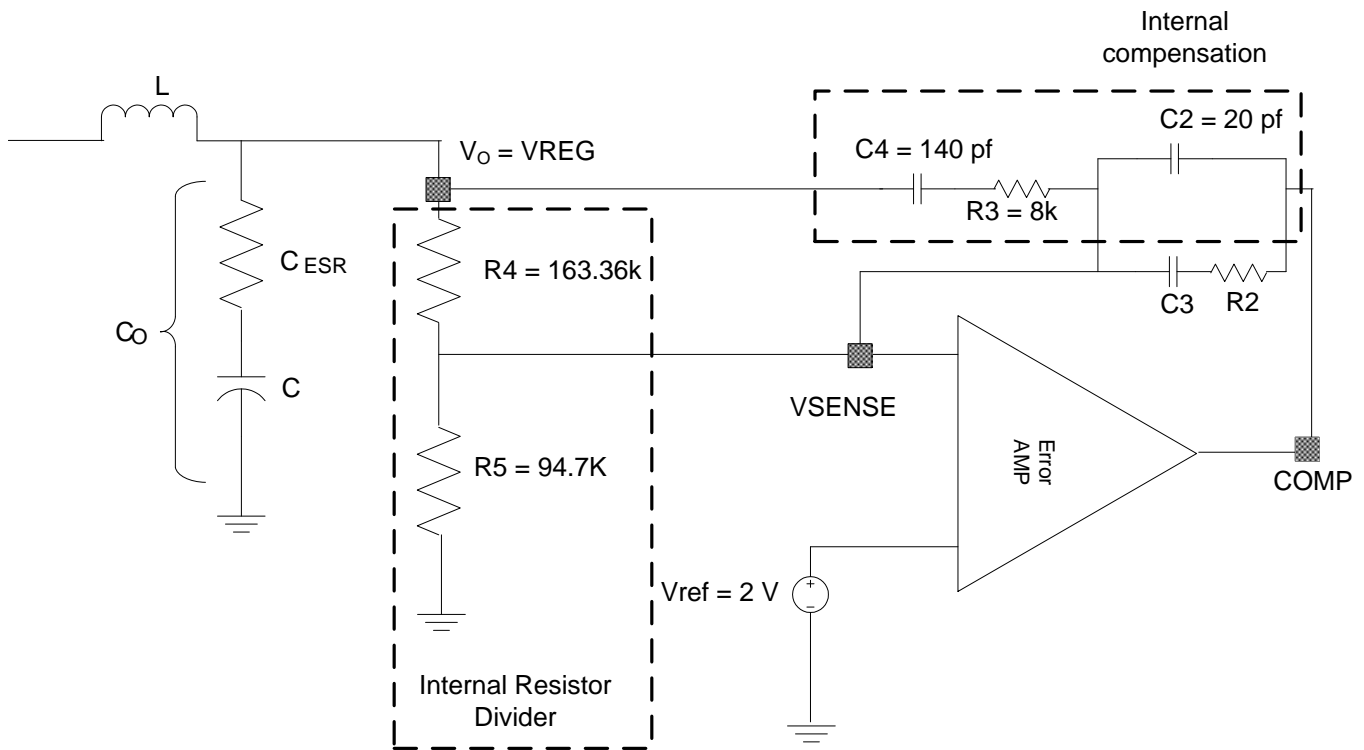 Internal
compensation
L
C2 = 20 pf
V_O = VREG
C4 = 140 pf
R3 = 8k
C_ESR
R4 = 163.36k
C3
R2
C_O
C
VSENSE
Error
AMP
R5 = 94.7K
COMP
Vref = 2 V
+
−
Internal Resistor
Divider